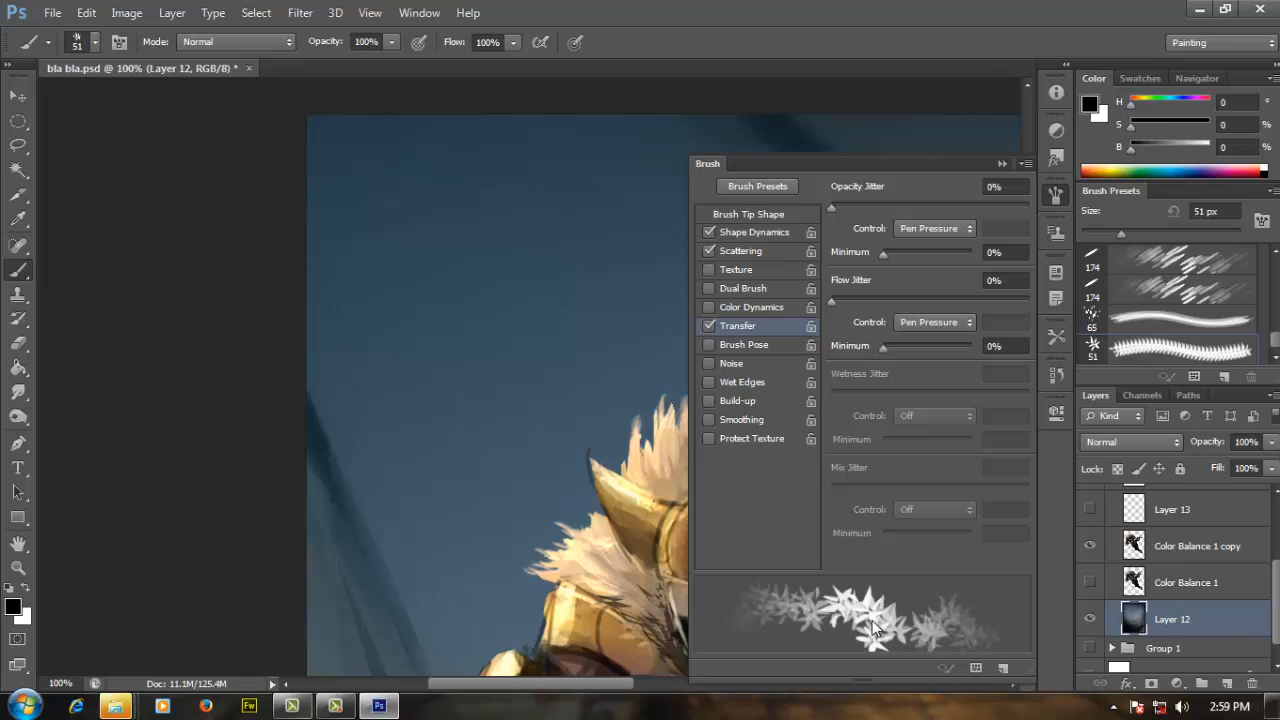 Ps File Edit Image Layer Type Select Filter 3D View Window Help
51 Mode: Normal Opacity: 100% Flow: 100% Painting
bla bla.psd @ 100% (Layer 12, RGB/8) * ×
Color Swatches Navigator
H 0 °
S 0 %
B 0 %
Brush Presets
Size: 51 px
174
174
65
51
Brush
Brush Presets
Brush Tip Shape
Shape Dynamics
Scattering
Texture
Dual Brush
Color Dynamics
Transfer
Brush Pose
Noise
Wet Edges
Build-up
Smoothing
Protect Texture
Opacity Jitter 0%
Control: Pen Pressure
Minimum 0%
Flow Jitter 0%
Control: Pen Pressure
Minimum 0%
Wetness Jitter
Control: Off
Minimum
Mix Jitter
Control: Off
Minimum
Layers Channels Paths
Kind
Normal Opacity: 100%
Lock: Fill: 100%
Layer 13
Color Balance 1 copy
Color Balance 1
Layer 12
Group 1
100% Doc: 11.1M/125.4M
Fw Ps 2:59 PM